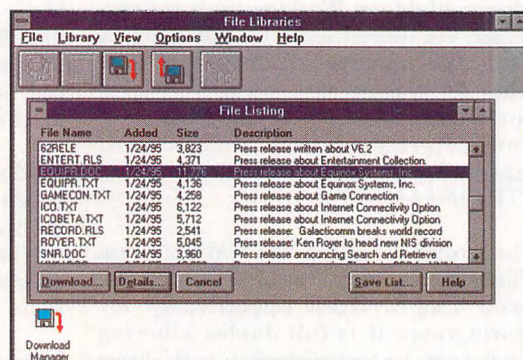 File Libraries
File Library View Options Window Help
File Listing
File Name Added Size Description
62RELE 1/24/95 3,823 Press release written about V6.2
ENTERT.RLS 1/24/95 4,371 Press release about Entertainment Collection.
EQUIPR.DOC 1/24/95 11,776 Press release about Equinox Systems, Inc.
EQUIPR.TXT 1/24/95 4,136 Press release about Equinox Systems, Inc.
GAMECON.TXT 1/24/95 4,258 Press release about Game Connection
ICO.TXT 1/24/95 6,122 Press release about Internet Connectivity Option
ICOBETA.TXT 1/24/95 5,712 Press release about Internet Connectivity Option
RECORD.RLS 1/24/95 2,541 Press release: Galacticomm breaks world record
ROYER.TXT 1/24/95 5,045 Press release: Ken Royer to head new NIS division
SNR.DOC 1/24/95 3,960 Press release announcing Search and Retrieve
Download... Details... Cancel Save List... Help
Download
Manager